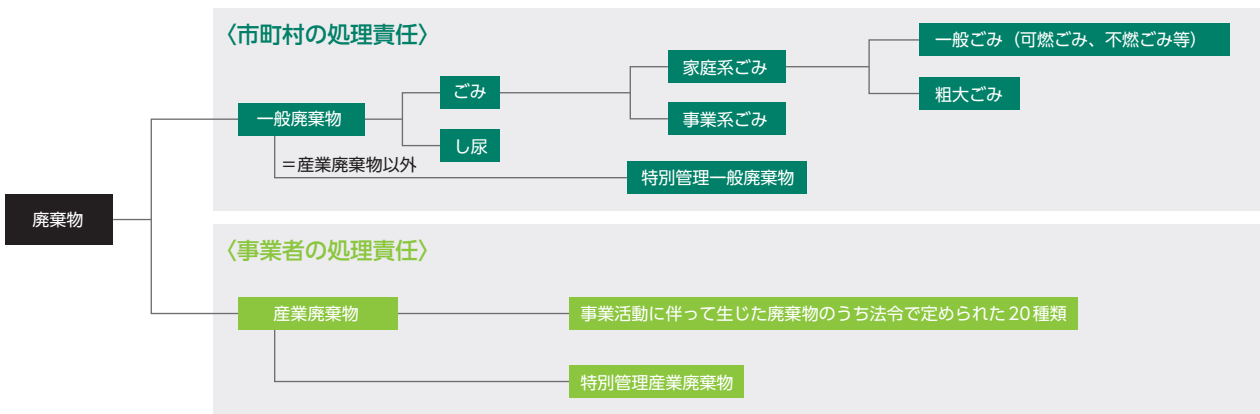 〈市町村の処理責任〉
一般ごみ（可燃ごみ、不燃ごみ等）
家庭系ごみ
粗大ごみ
ごみ
一般廃棄物
事業系ごみ
し尿
＝産業廃棄物以外
特別管理一般廃棄物
廃棄物
〈事業者の処理責任〉
産業廃棄物
事業活動に伴って生じた廃棄物のうち法令で定められた20種類
特別管理産業廃棄物